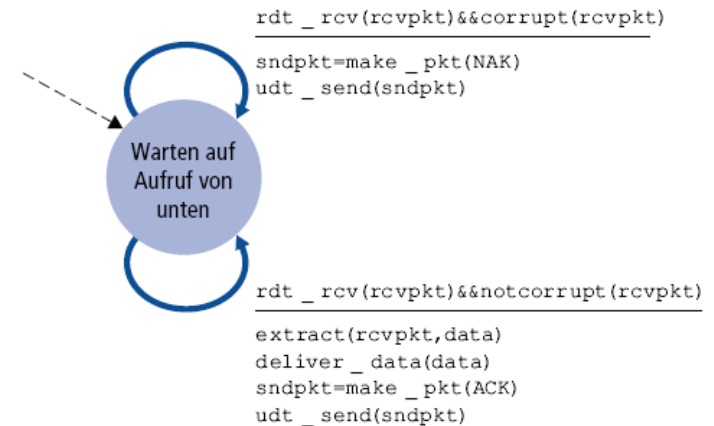 rdt _ rcv(rcvpkt)&&corrupt(rcvpkt)
sndpkt=make _ pkt(NAK)
udt _ send(sndpkt)
Warten auf
Aufruf von
unten
rdt _ rcv(rcvpkt)&&notcorrupt(rcvpkt)
extract(rcvpkt,data)
deliver _ data(data)
sndpkt=make _ pkt(ACK)
udt _ send(sndpkt)